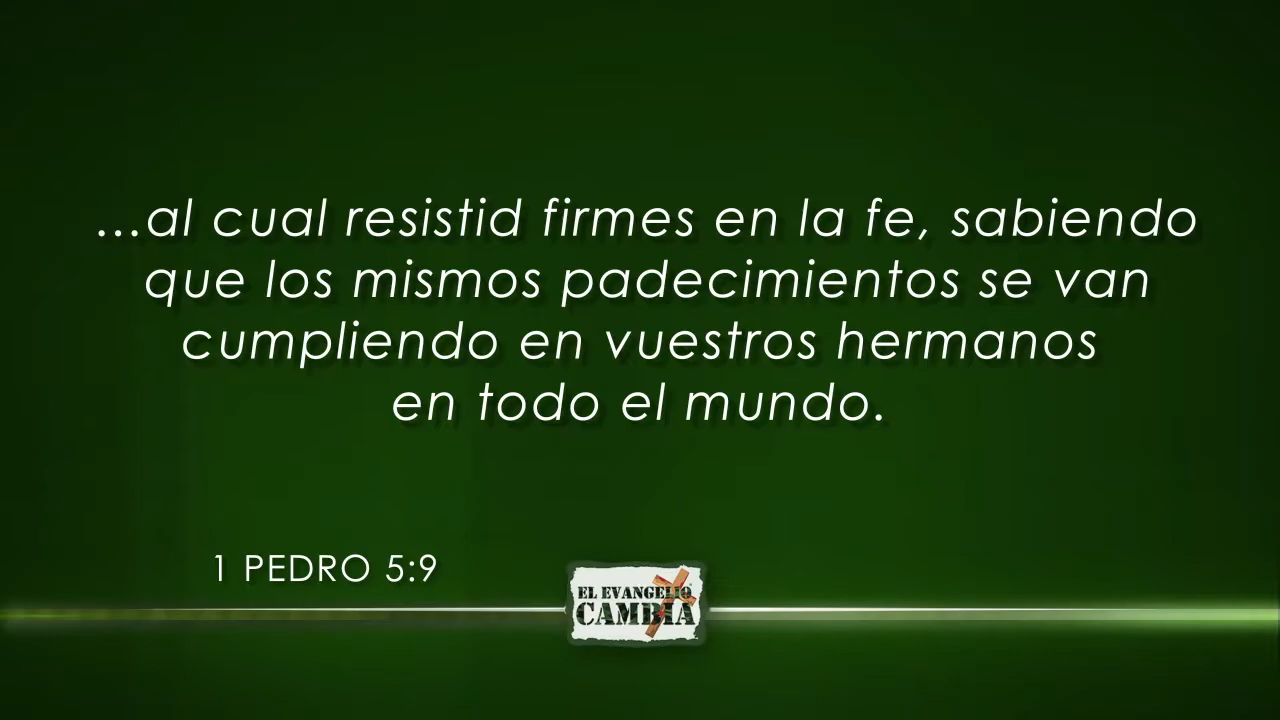 ...al cual resistid firmes en la fe, sabiendo
que los mismos padecimientos se van
cumpliendo en vuestros hermanos
en todo el mundo.
1 PEDRO 5:9
EL EVANGELIO
CAMBIA